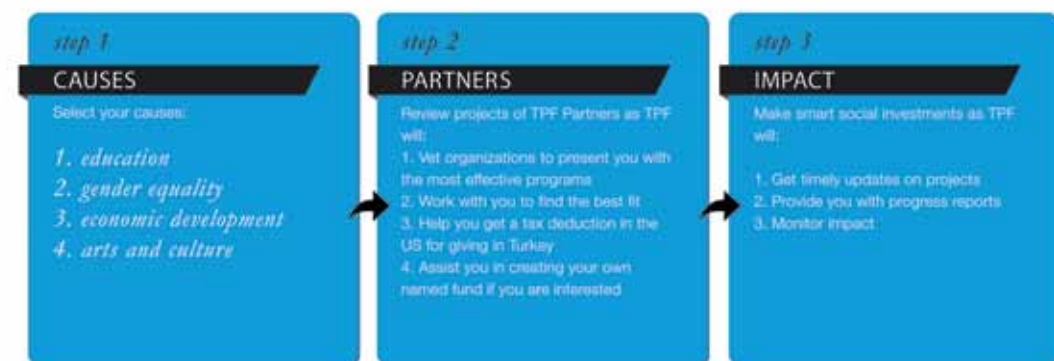 step 1
CAUSES
Select your causes:
1. education
2. gender equality
3. economic development
4. arts and culture
step 2
PARTNERS
Review projects of TPF Partners as TPF
will:
1. Vet organizations to present you with
the most effective programs
2. Work with you to find the best fit
3. Help you get a tax deduction in the
US for giving in Turkey
4. Assist you in creating your own
named fund if you are interested
step 3
IMPACT
Make smart social investments as TPF
will:
1. Get timely updates on projects
2. Provide you with progress reports
3. Monitor impact